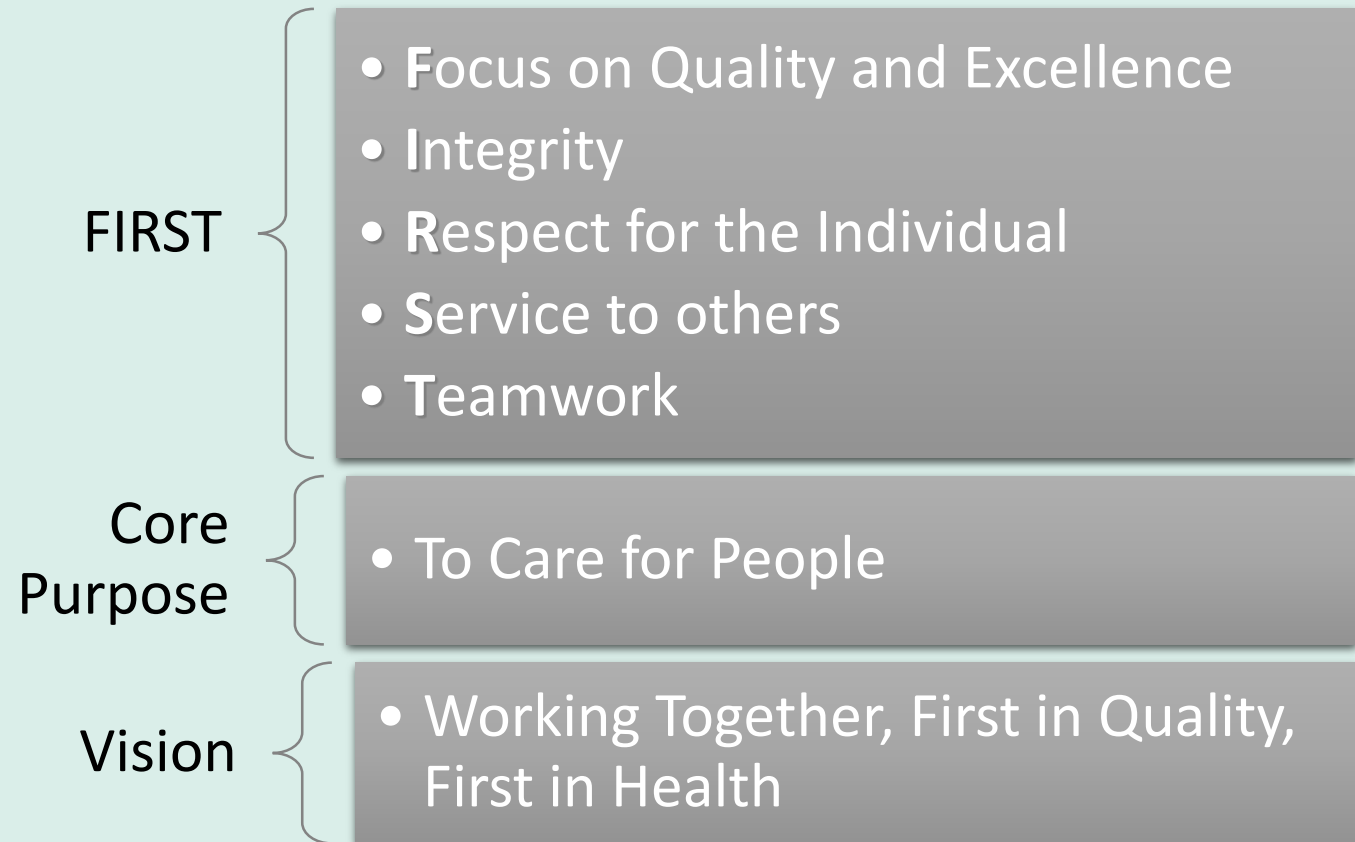 FIRST
• Focus on Quality and Excellence
• Integrity
• Respect for the Individual
• Service to others
• Teamwork
Core
Purpose
• To Care for People
Vision
• Working Together, First in Quality,
First in Health